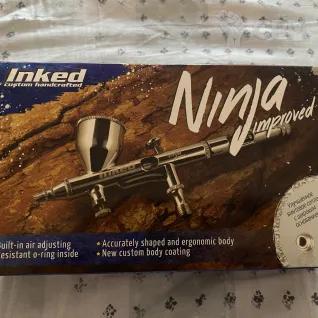 Inked
custom handcrafted
Ninja
improved
Built-in air adjusting
resistant o-ring inside
• Accurately shaped and ergonomic body
• New custom body coating